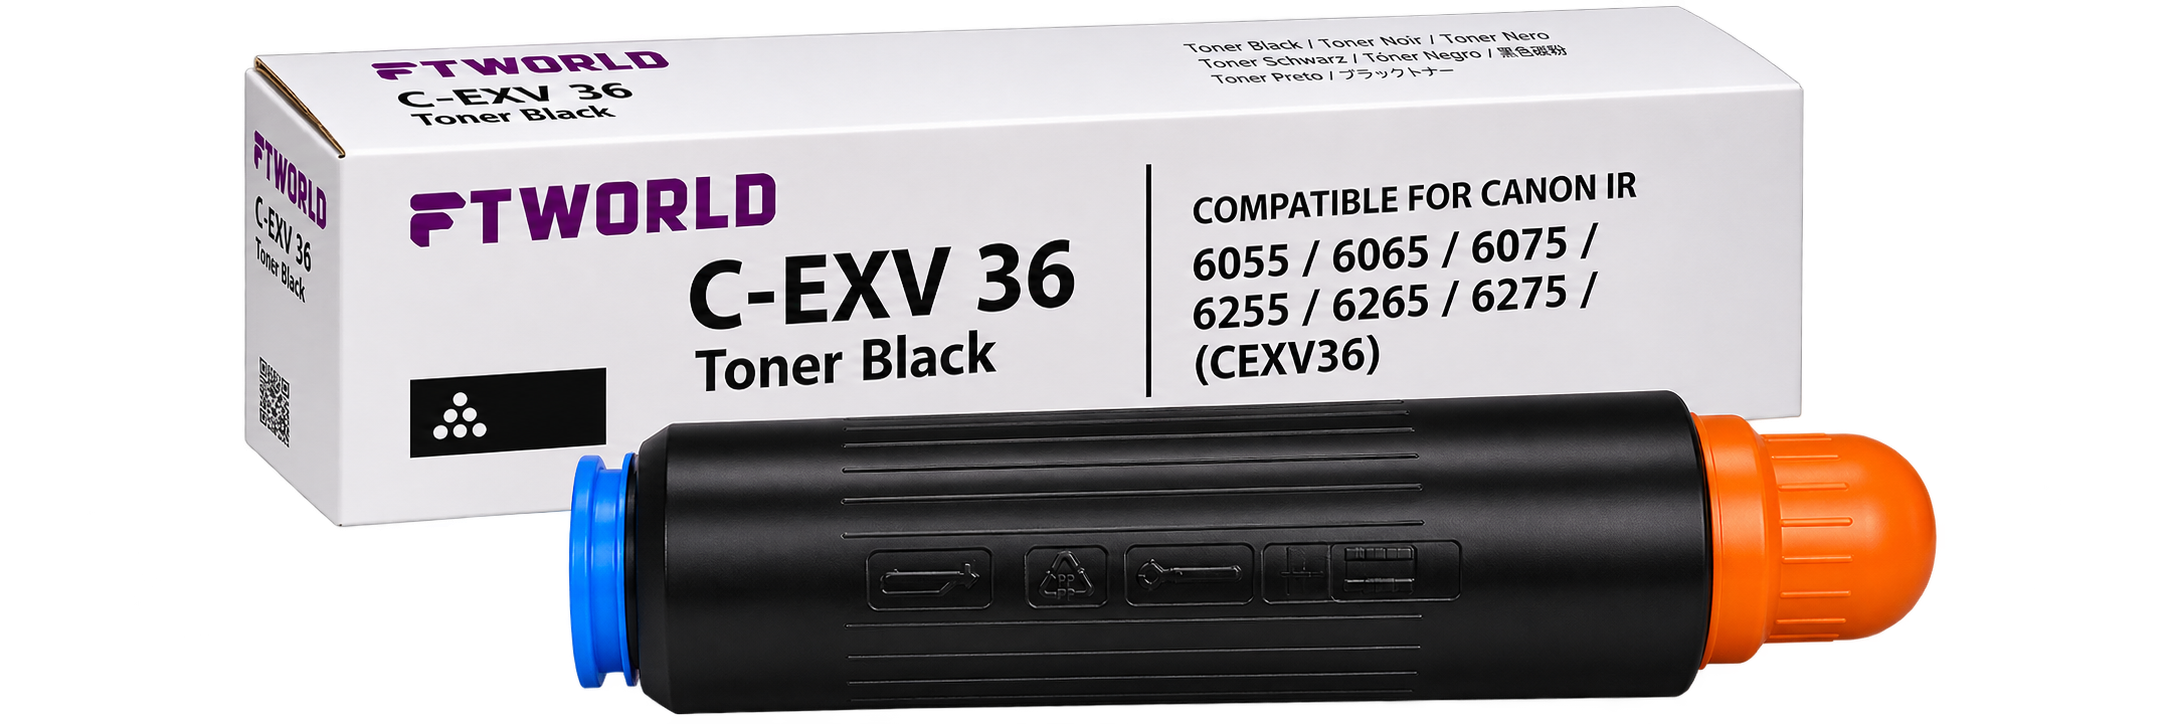 FTWORLD
C-EXV 36
Toner Black
Toner Black / Toner Noir / Toner Nero
Toner Schwarz / Tóner Negro / 黑色碳粉
Toner Preto / ブラックトナー
FTWORLD
C-EXV 36
Toner Black
FTWORLD
C-EXV 36
Toner Black
COMPATIBLE FOR CANON IR
6055 / 6065 / 6075 /
6255 / 6265 / 6275 /
(CEXV36)
PP
PP